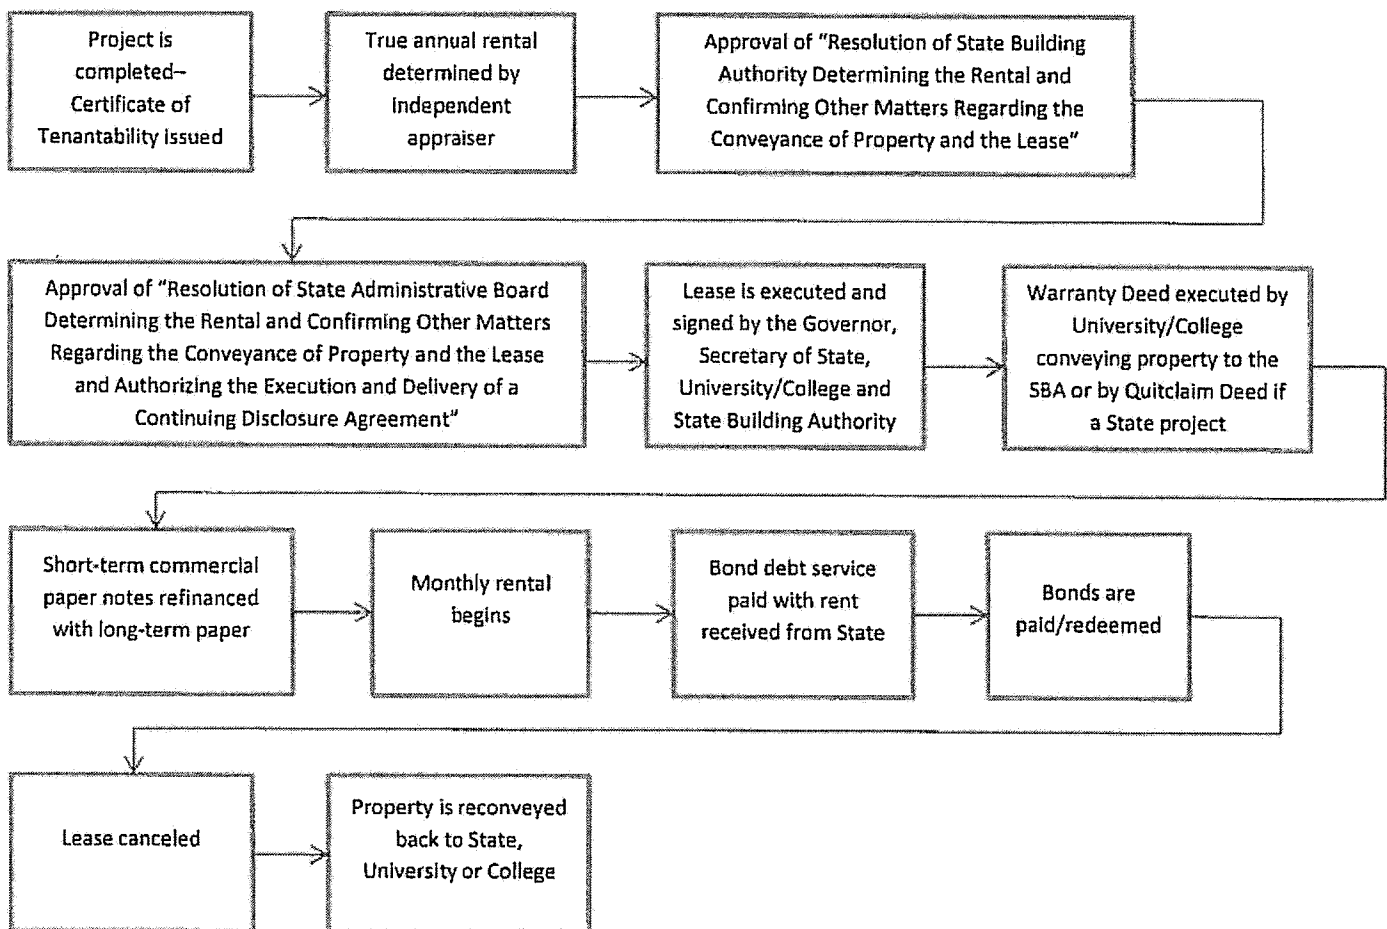 Project is
completed–
Certificate of
Tenantability issued
True annual rental
determined by
independent
appraiser
Approval of “Resolution of State Building
Authority Determining the Rental and
Confirming Other Matters Regarding the
Conveyance of Property and the Lease”
Approval of “Resolution of State Administrative Board
Determining the Rental and Confirming Other Matters
Regarding the Conveyance of Property and the Lease
and Authorizing the Execution and Delivery of a
Continuing Disclosure Agreement”
Lease is executed and
signed by the Governor,
Secretary of State,
University/College and
State Building Authority
Warranty Deed executed by
University/College
conveying property to the
SBA or by Quitclaim Deed if
a State project
Short-term commercial
paper notes refinanced
with long-term paper
Monthly rental
begins
Bond debt service
paid with rent
received from State
Bonds are
paid/redeemed
Lease canceled
Property is reconveyed
back to State,
University or College